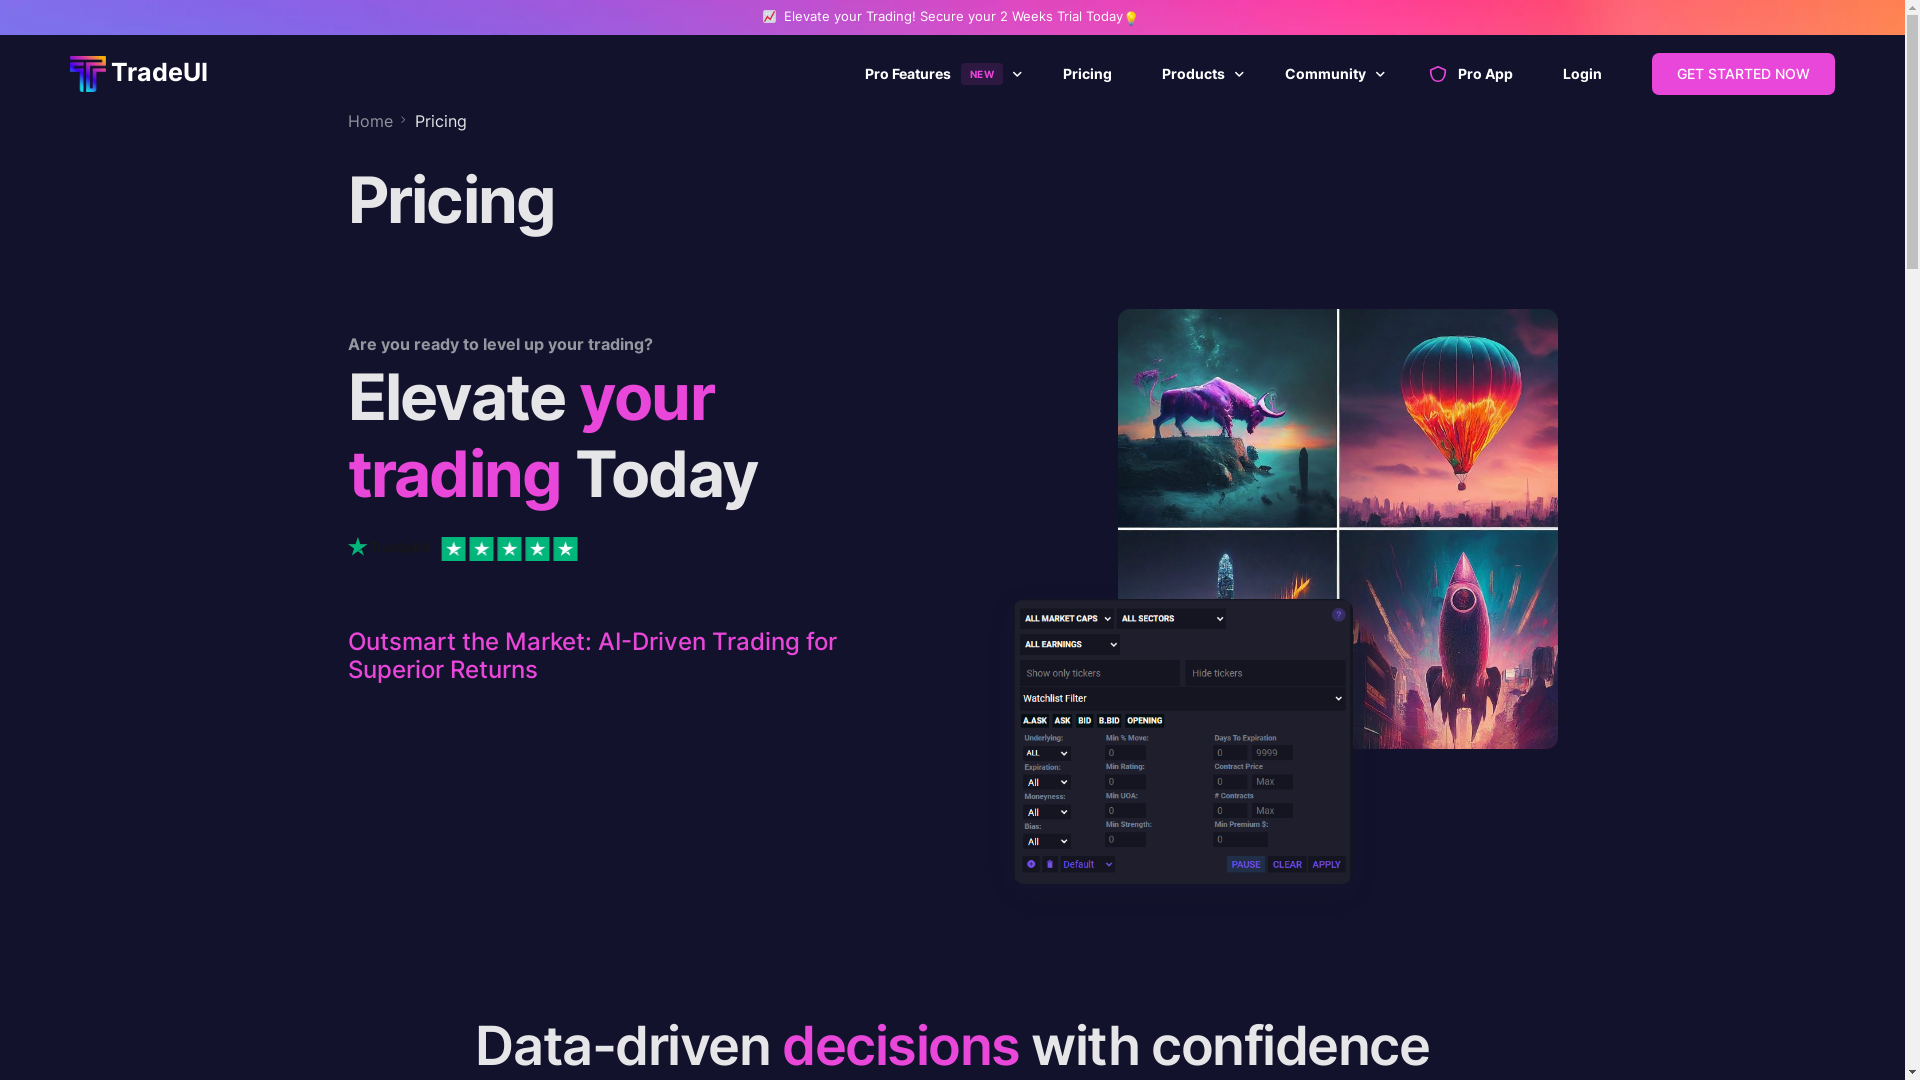 Elevate your Trading! Secure your 2 Weeks Trial Today
TradeUI
Pro Features NEW Pricing Products Community Pro App Login GET STARTED NOW
Home Pricing
Pricing
Are you ready to level up your trading?
Elevate your
trading Today
Outsmart the Market: AI-Driven Trading for
Superior Returns
ALL MARKET CAPS ALL SECTORS ?
ALL EARNINGS
Show only tickers Hide tickers
Watchlist Filter
A.ASK ASK BID B.BID OPENING
Underlying: Min % Move: Days To Expiration
ALL 0 0 9999
Expiration: Min Rating: Contract Price
All 0 0 Max
Moneyness: Min UOA: # Contracts
All 0 0 Max
Bias: Min Strength: Min Premium $:
All 0 0
Default PAUSE CLEAR APPLY
Data-driven decisions with confidence